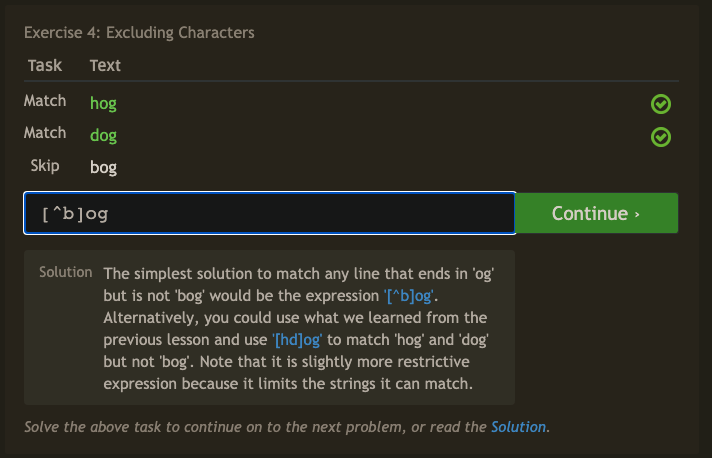 Exercise 4: Excluding Characters
Task Text
Match hog
Match dog
Skip bog
[^b]og
Continue ›
Solution The simplest solution to match any line that ends in 'og'
but is not 'bog' would be the expression '[^b]og'.
Alternatively, you could use what we learned from the
previous lesson and use '[hd]og' to match 'hog' and 'dog'
but not 'bog'. Note that it is slightly more restrictive
expression because it limits the strings it can match.
Solve the above task to continue on to the next problem, or read the Solution.